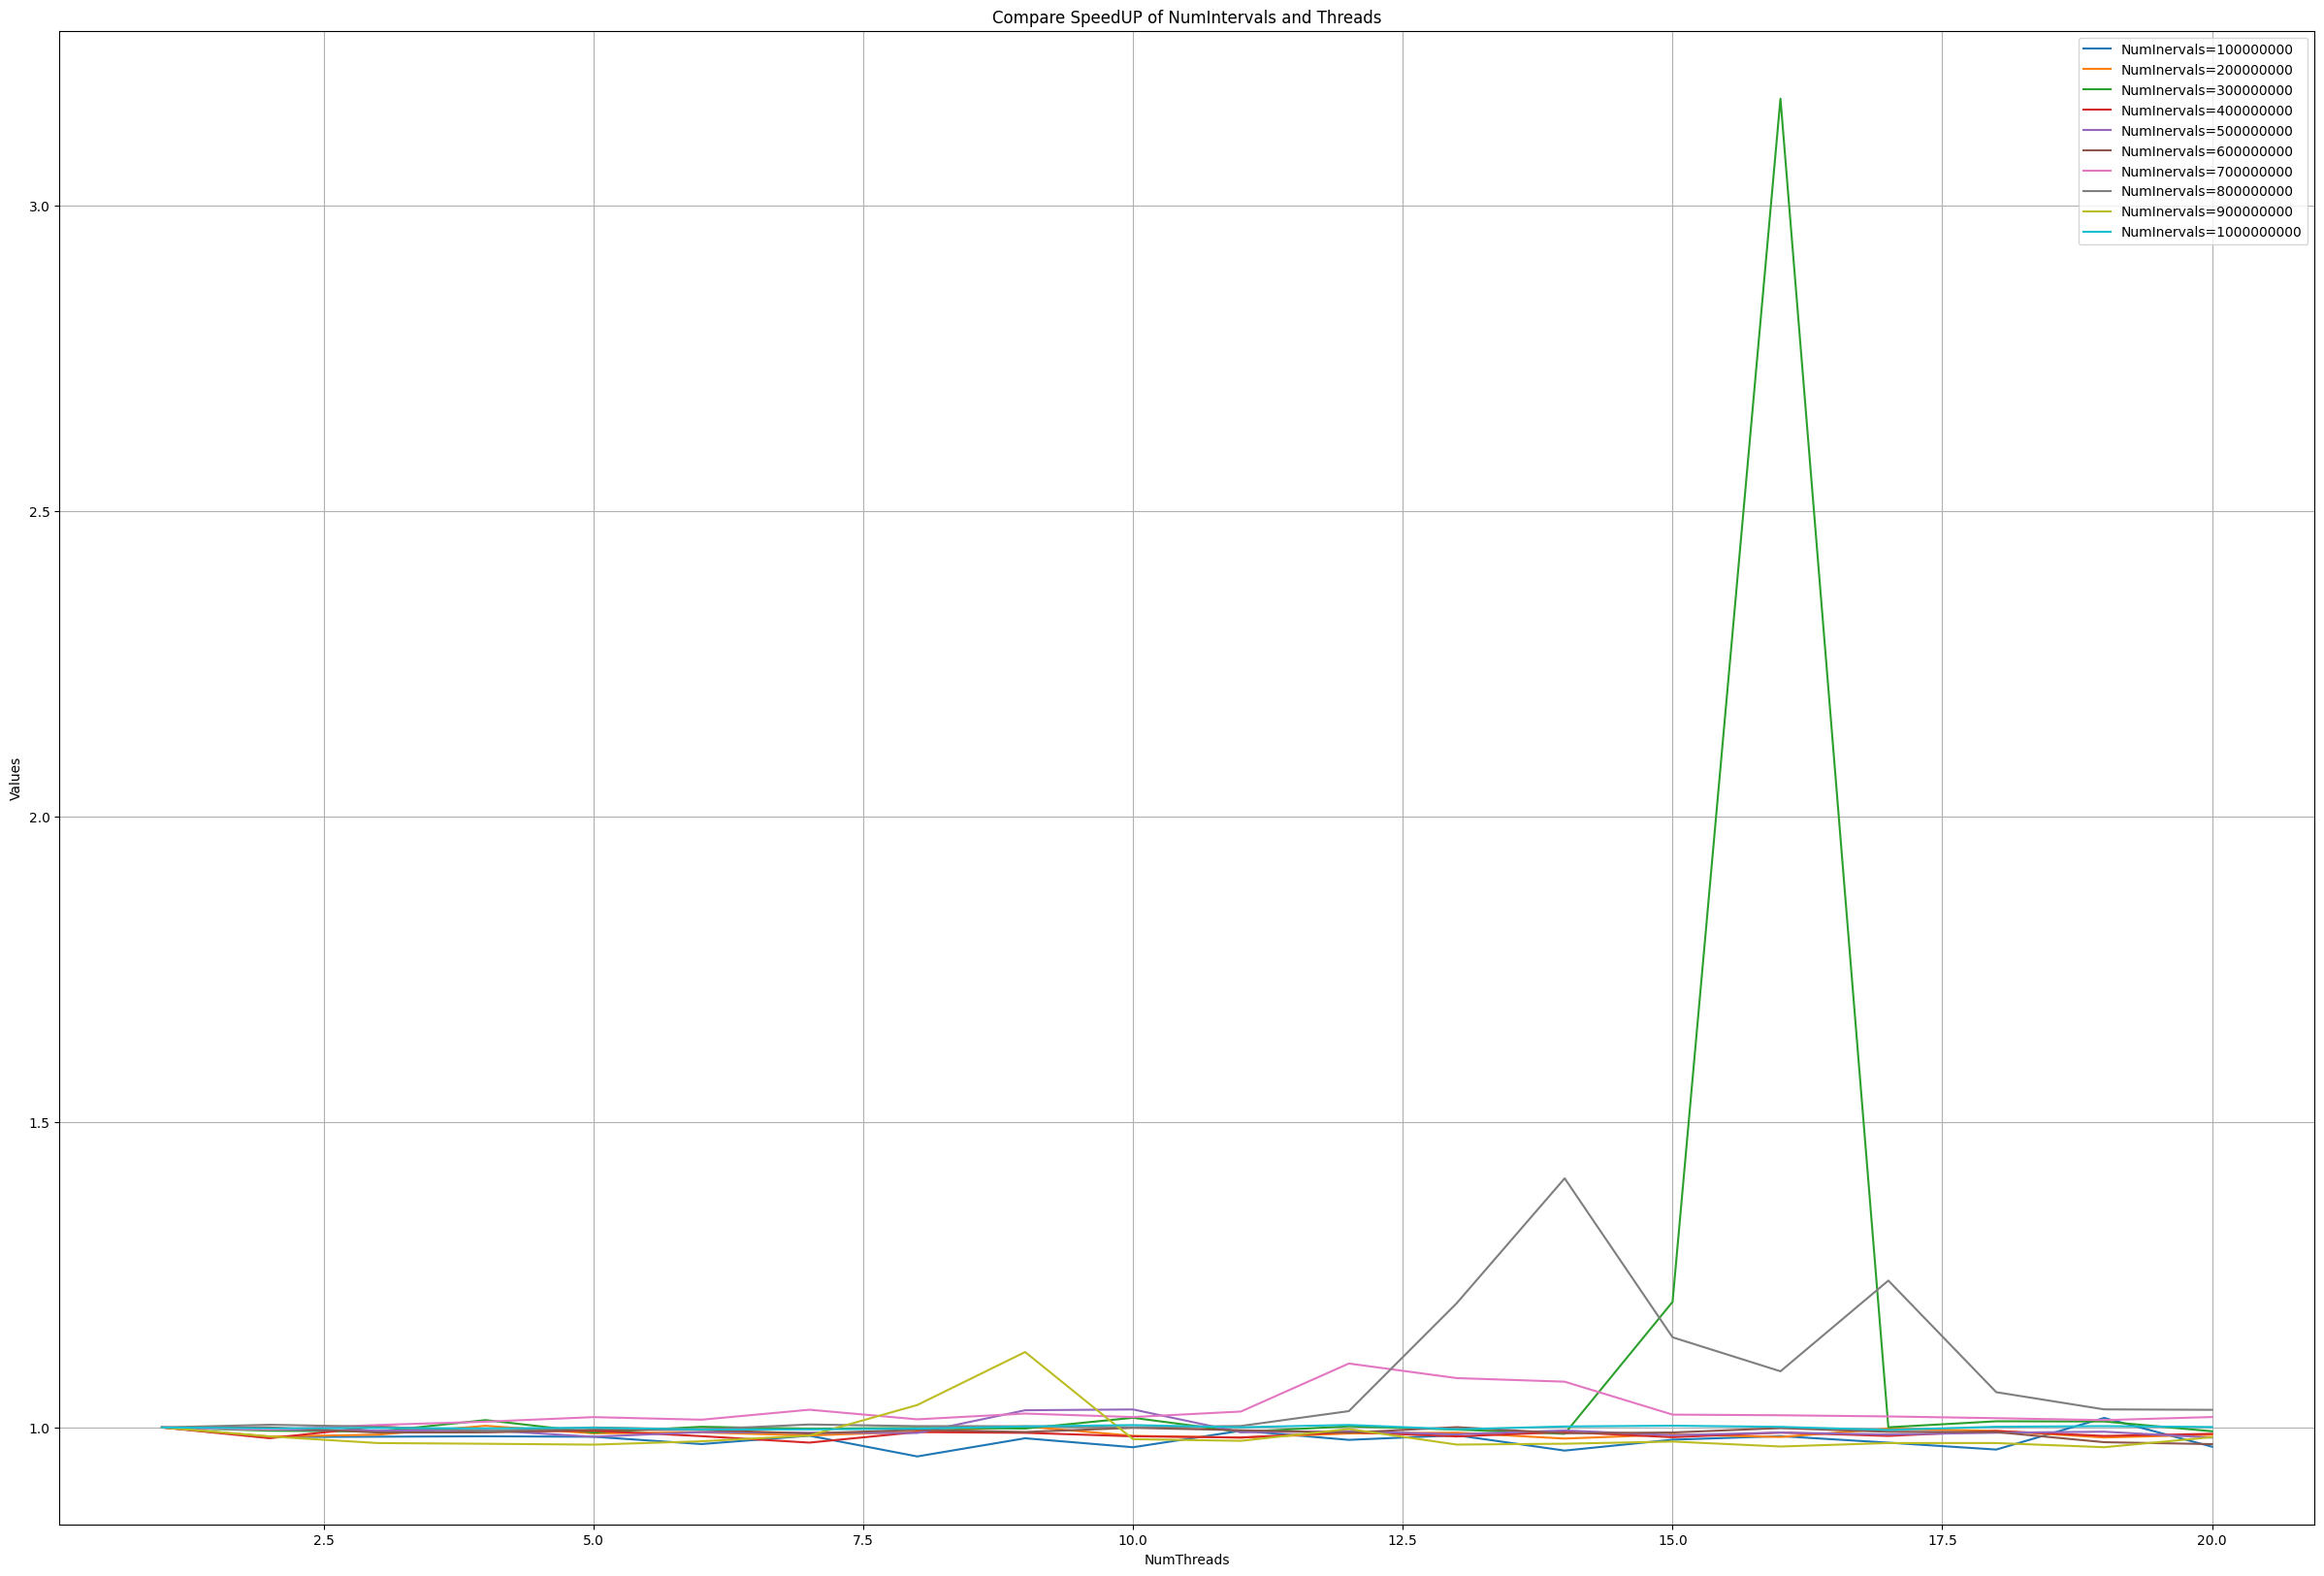 Compare SpeedUP of NumIntervals and Threads
NumInervals=100000000
NumInervals=200000000
NumInervals=300000000
NumInervals=400000000
NumInervals=500000000
NumInervals=600000000
NumInervals=700000000
NumInervals=800000000
NumInervals=900000000
NumInervals=1000000000
3.0
2.5
2.0
1.5
1.0
Values
2.5 5.0 7.5 10.0 12.5 15.0 17.5 20.0
NumThreads